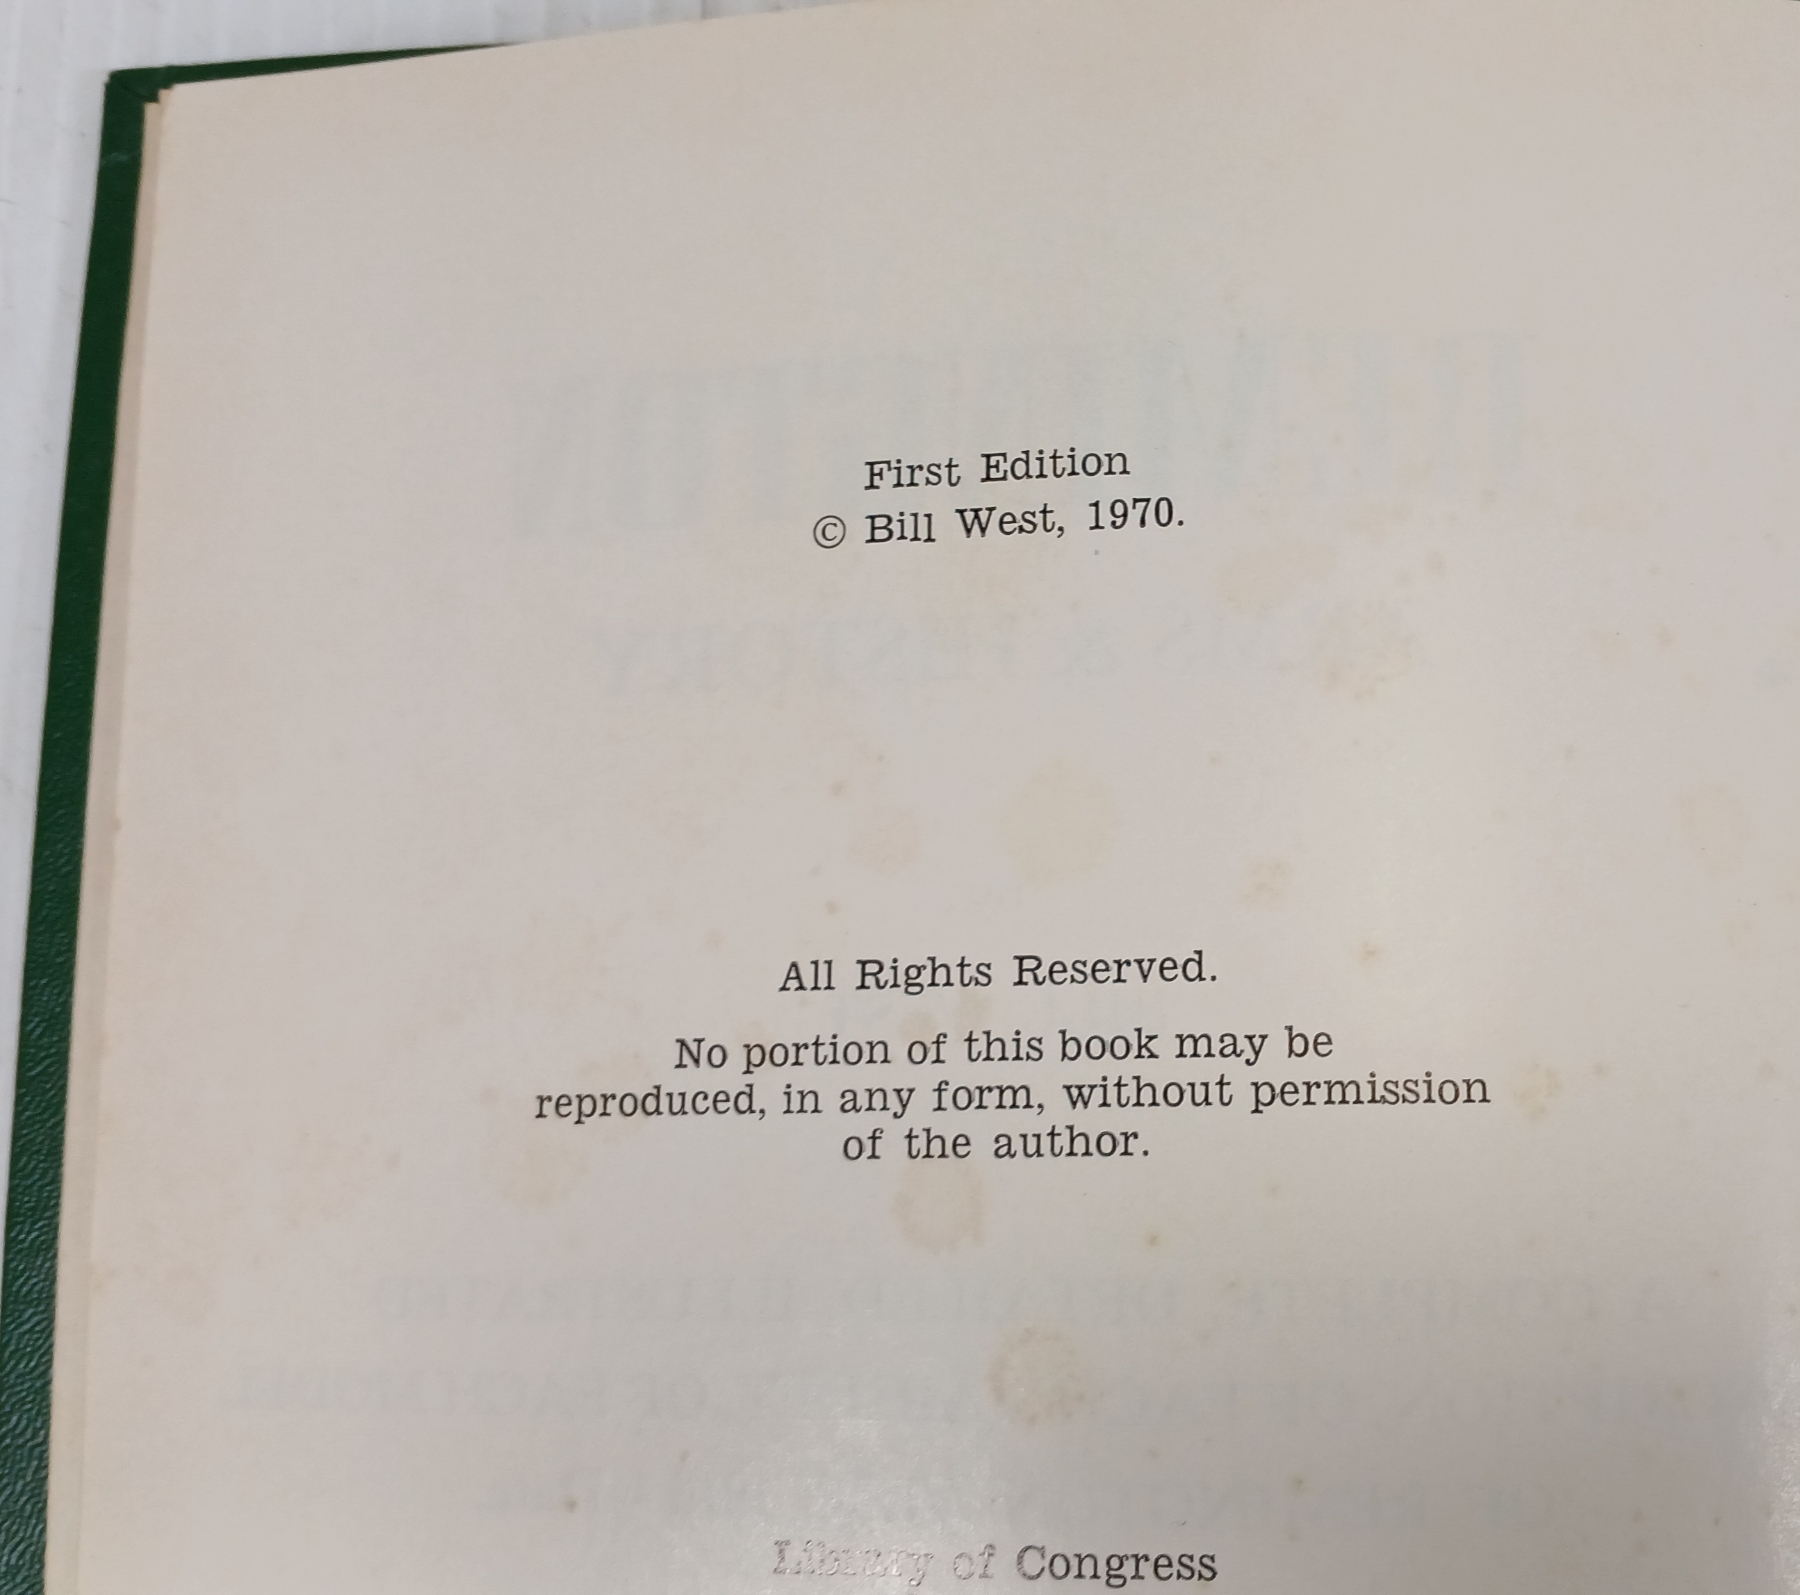 First Edition
© Bill West, 1970.
All Rights Reserved.
No portion of this book may be
reproduced, in any form, without permission
of the author.
Library of Congress